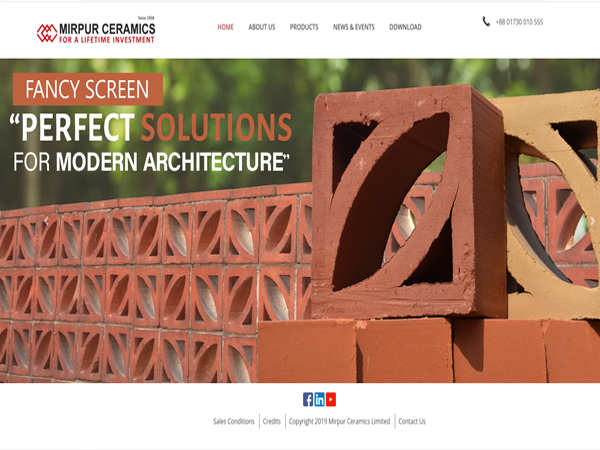 Since 1958
MIRPUR CERAMICS
FOR A LIFETIME INVESTMENT
HOME ABOUT US PRODUCTS NEWS & EVENTS DOWNLOAD
+88 01730 010 555
FANCY SCREEN
“PERFECT SOLUTIONS
FOR MODERN ARCHITECTURE”
Sales Conditions Credits Copyright 2019 Mirpur Ceramics Limited Contact Us